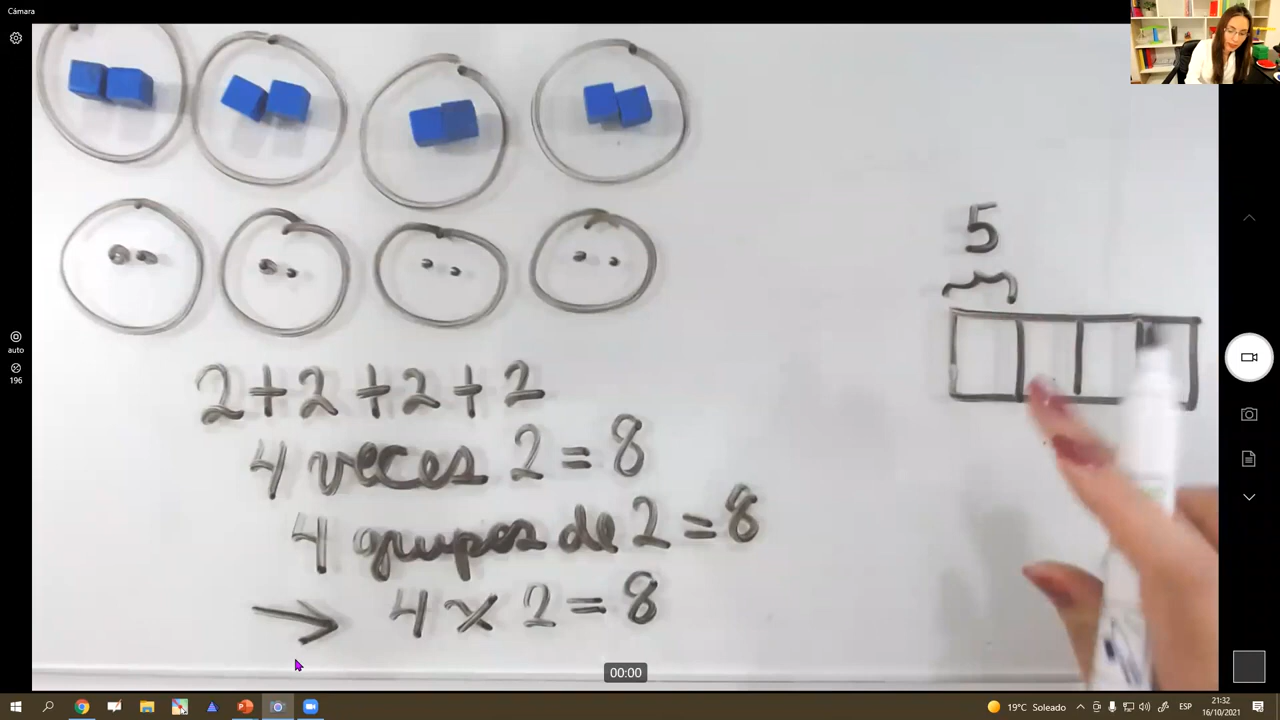 Cámara
5
2+2+2+2
4 veces 2 = 8
4 grupos de 2 = 8
→ 4 x 2 = 8
auto
196
00:00
19°C Soleado
ESP
21:32
16/10/2021